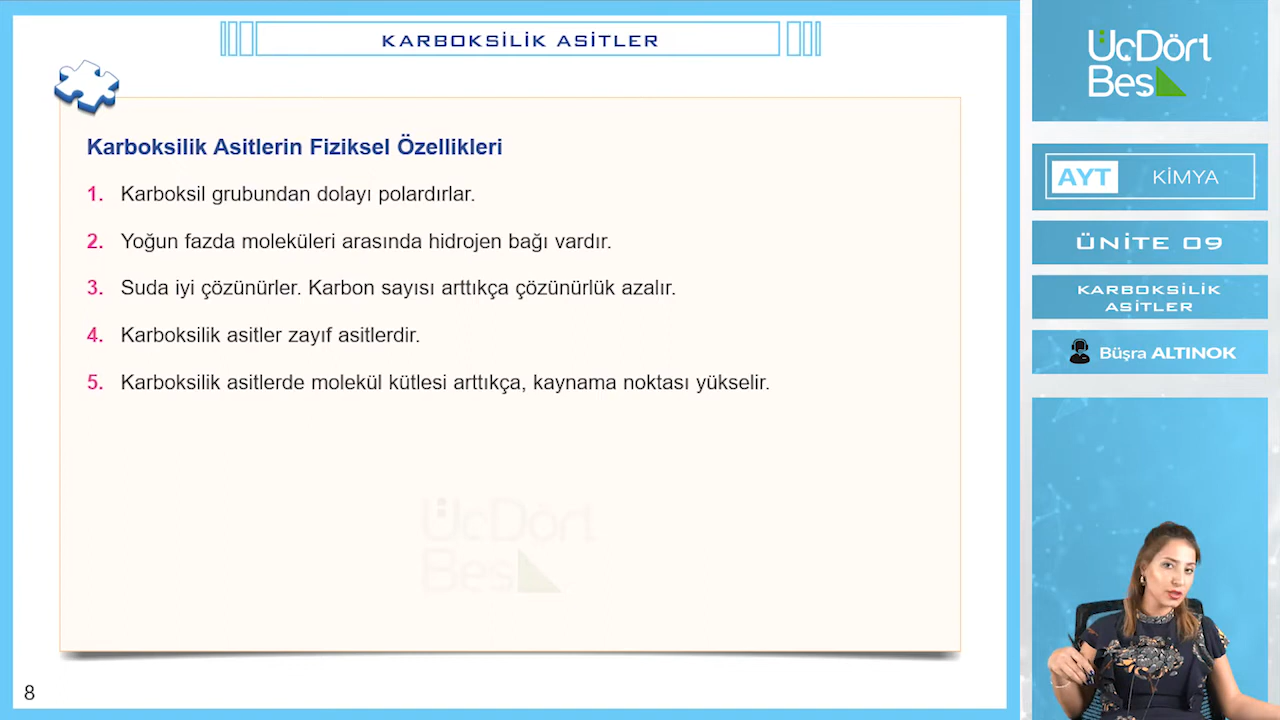 KARBOKSİLİK ASİTLER
Karboksilik Asitlerin Fiziksel Özellikleri
1. Karboksil grubundan dolayı polardırlar.
2. Yoğun fazda moleküleri arasında hidrojen bağı vardır.
3. Suda iyi çözünürler. Karbon sayısı arttıkça çözünürlük azalır.
4. Karboksilik asitler zayıf asitlerdir.
5. Karboksilik asitlerde molekül kütlesi arttıkça, kaynama noktası yükselir.
ÜçDört
Beş
8
ÜçDört
Beş
AYT KİMYA
ÜNİTE 09
KARBOKSİLİK
ASİTLER
Büşra ALTINOK